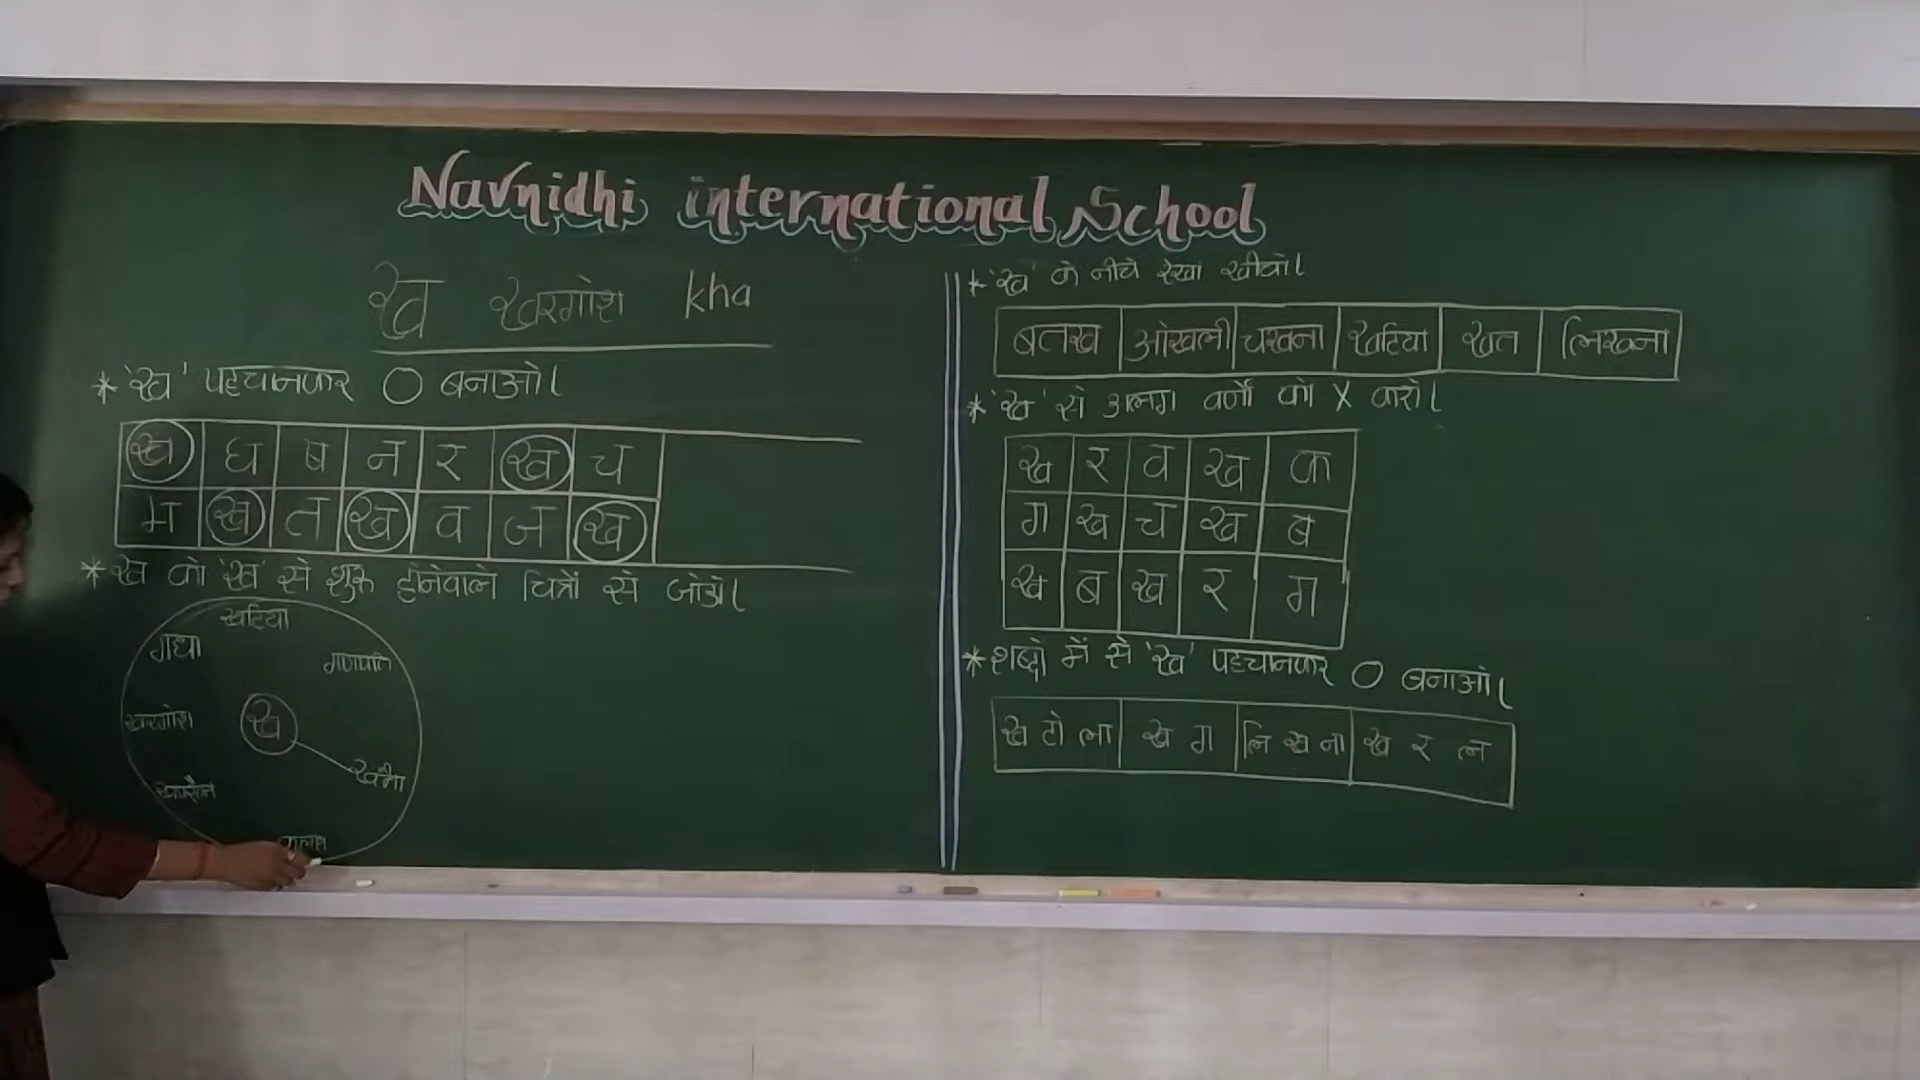 Navnidhi international School
ख खरगोश kha
* 'ख' पहचानकर O बनाओ।
ख घ ष न र ख च
म ख त ख व ज ख
* ख को 'ख' से शुरू होनेवाले चित्रों से जोडो।
खटिया
गधा
गणपति
खरगोश
ख
कलश
* 'ख' के नीचे रेखा खींचो।
बतख ओखली चखना खटिया खत लिखना
* 'ख' से अलग वर्णो को X करो।
ख र व ख क
ग ख च ख ब
ख ब ख र ग
* शब्दो में से 'ख' पहचानकर O बनाओ।
ख टो ला ख ग लि ख ना ख र ल